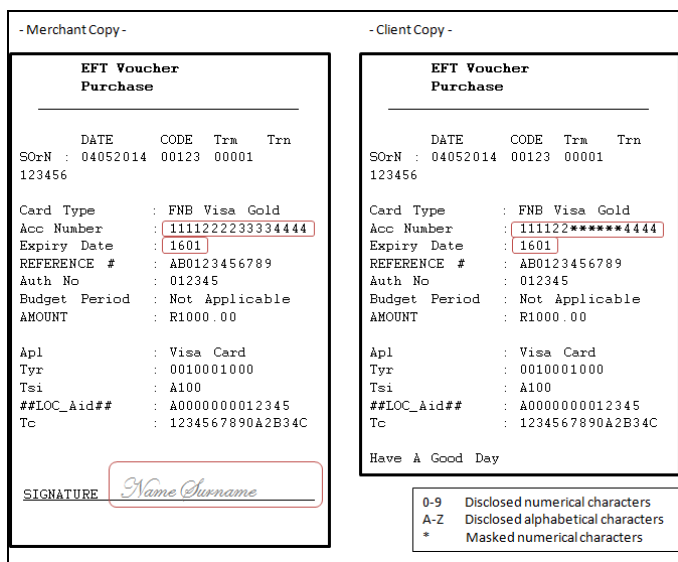 - Merchant Copy -
EFT Voucher
Purchase
DATE CODE Trm Trn
SOrN : 04052014 00123 00001
123456
Card Type : FNB Visa Gold
Acc Number : 1111222233334444
Expiry Date : 1601
REFERENCE # : AB0123456789
Auth No : 012345
Budget Period : Not Applicable
AMOUNT : R1000.00
Apl : Visa Card
Tyr : 0010001000
Tsi : A100
##LOC_Aid## : A0000000012345
Tc : 1234567890A2B34C
SIGNATURE Name Surname
- Client Copy -
EFT Voucher
Purchase
DATE CODE Trm Trn
SOrN : 04052014 00123 00001
123456
Card Type : FNB Visa Gold
Acc Number : 111122******4444
Expiry Date : 1601
REFERENCE # : AB0123456789
Auth No : 012345
Budget Period : Not Applicable
AMOUNT : R1000.00
Apl : Visa Card
Tyr : 0010001000
Tsi : A100
##LOC_Aid## : A0000000012345
Tc : 1234567890A2B34C
Have A Good Day
0-9 Disclosed numerical characters
A-Z Disclosed alphabetical characters
* Masked numerical characters